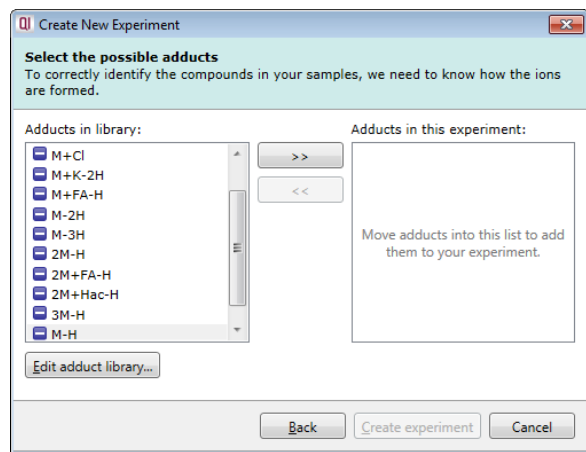 QI Create New Experiment
Select the possible adducts
To correctly identify the compounds in your samples, we need to know how the ions
are formed.
Adducts in library:
Adducts in this experiment:
M+Cl
M+K-2H
M+FA-H
M-2H
M-3H
2M-H
2M+FA-H
2M+Hac-H
3M-H
M-H
>>
<<
Move adducts into this list to add
them to your experiment.
Edit adduct library...
Back
Create experiment
Cancel